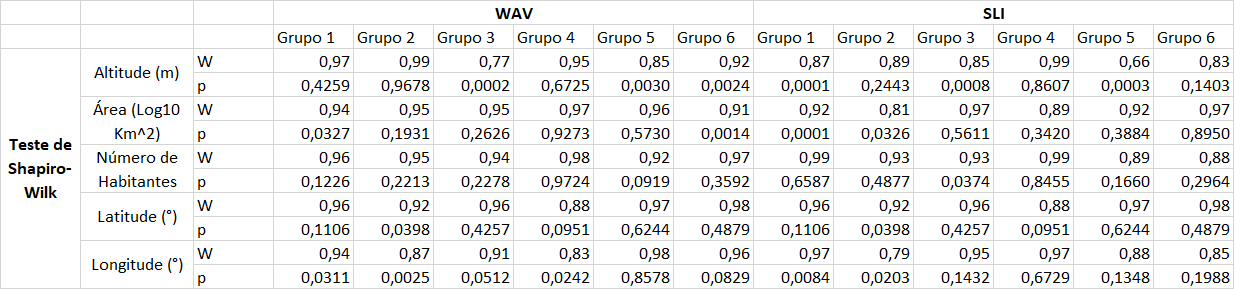 WAV SLI
Grupo 1 Grupo 2 Grupo 3 Grupo 4 Grupo 5 Grupo 6 Grupo 1 Grupo 2 Grupo 3 Grupo 4 Grupo 5 Grupo 6
Teste de Shapiro-Wilk
Altitude (m)
W 0,97 0,99 0,77 0,95 0,85 0,92 0,87 0,89 0,85 0,99 0,66 0,83
p 0,4259 0,9678 0,0002 0,6725 0,0030 0,0024 0,0001 0,2443 0,0008 0,8607 0,0003 0,1403
Área (Log10 Km^2)
W 0,94 0,95 0,95 0,97 0,96 0,91 0,92 0,81 0,97 0,89 0,92 0,97
p 0,0327 0,1931 0,2626 0,9273 0,5730 0,0014 0,0001 0,0326 0,5611 0,3420 0,3884 0,8950
Número de Habitantes
W 0,96 0,95 0,94 0,98 0,92 0,97 0,99 0,93 0,93 0,99 0,89 0,88
p 0,1226 0,2213 0,2278 0,9724 0,0919 0,3592 0,6587 0,4877 0,0374 0,8455 0,1660 0,2964
Latitude (°)
W 0,96 0,92 0,96 0,88 0,97 0,98 0,96 0,92 0,96 0,88 0,97 0,98
p 0,1106 0,0398 0,4257 0,0951 0,6244 0,4879 0,1106 0,0398 0,4257 0,0951 0,6244 0,4879
Longitude (°)
W 0,94 0,87 0,91 0,83 0,98 0,96 0,97 0,79 0,95 0,97 0,88 0,85
p 0,0311 0,0025 0,0512 0,0242 0,8578 0,0829 0,0084 0,0203 0,1432 0,6729 0,1348 0,1988